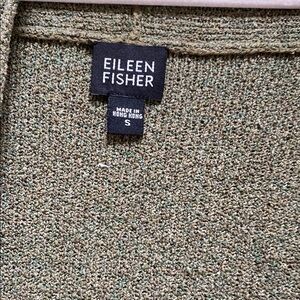 EILEEN
FISHER
MADE IN
HONG KONG
S